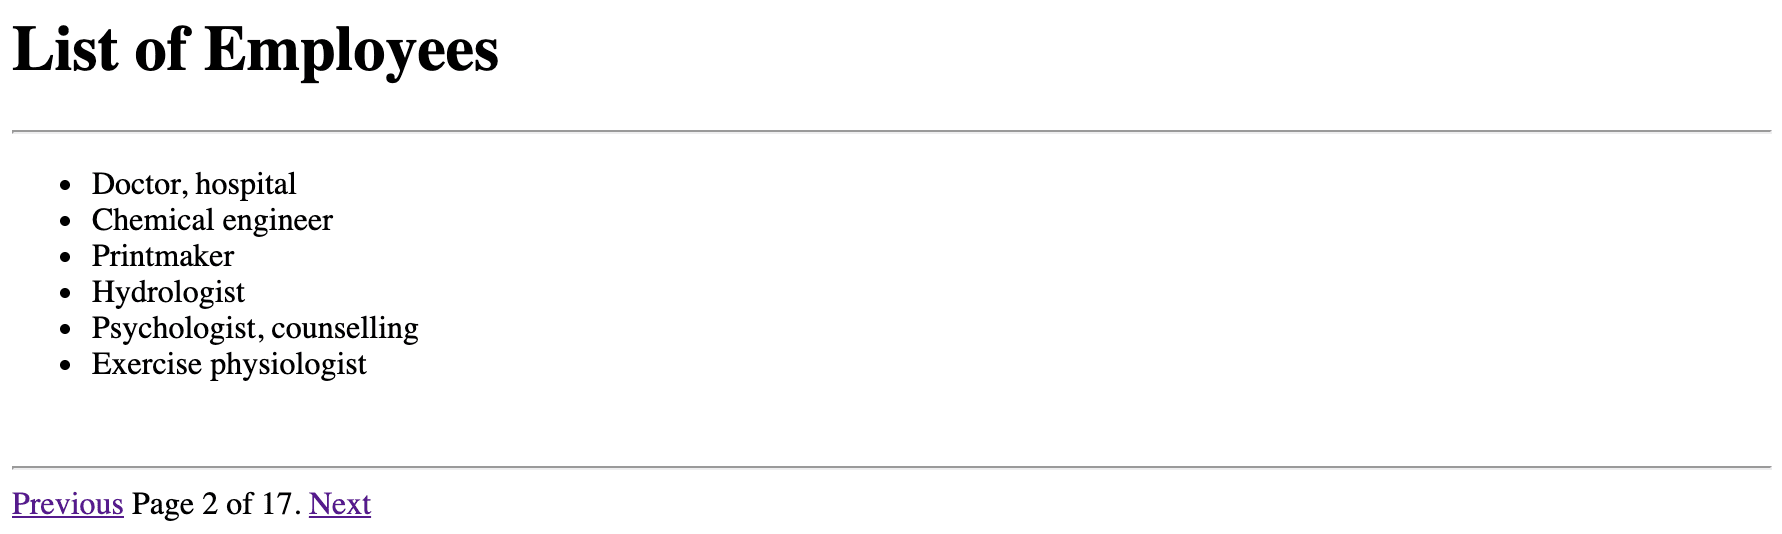 List of Employees
Doctor, hospital
Chemical engineer
Printmaker
Hydrologist
Psychologist, counselling
Exercise physiologist
Previous Page 2 of 17. Next